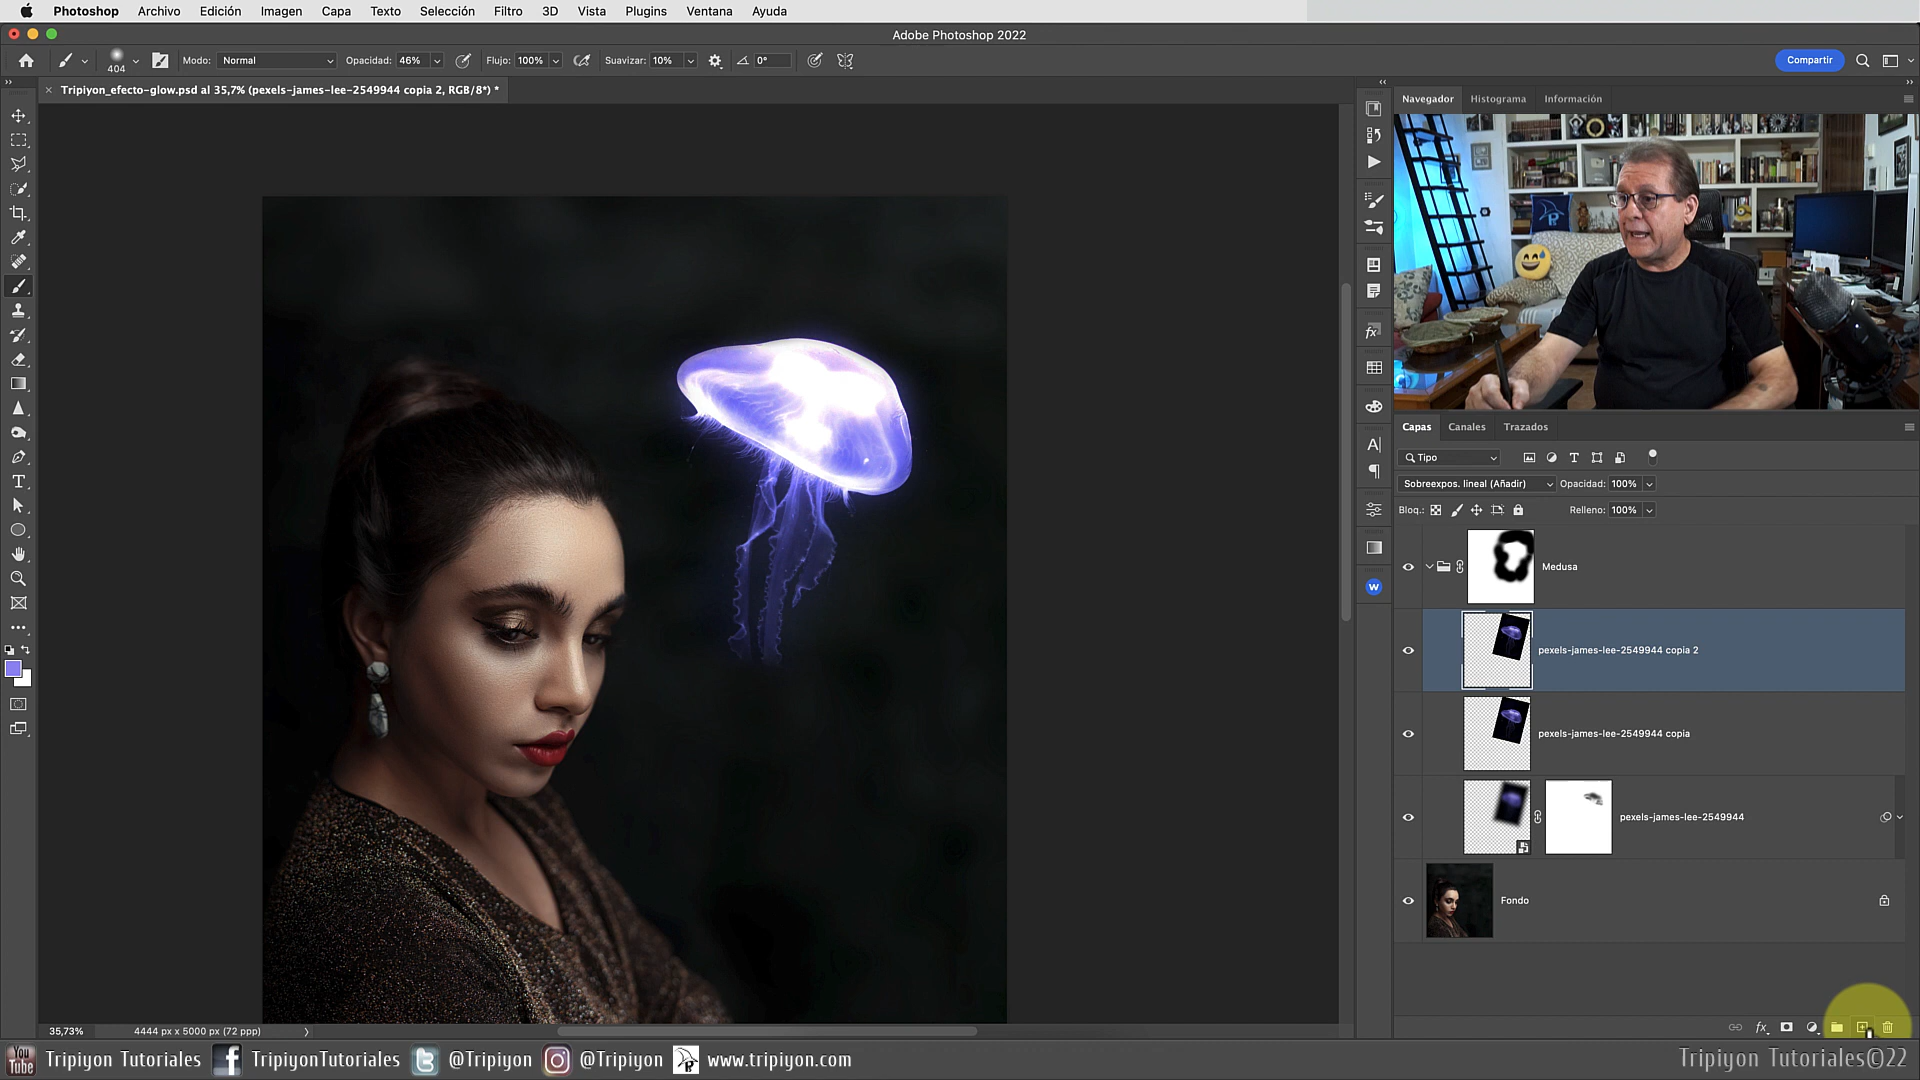 Photoshop Archivo Edición Imagen Capa Texto Selección Filtro 3D Vista Plugins Ventana Ayuda
Adobe Photoshop 2022
404 Modo: Normal Opacidad: 46% Flujo: 100% Suavizar: 10% 0° Compartir
Tripiyon_efecto-glow.psd al 35,7% (pexels-james-lee-2549944 copia 2, RGB/8*) *
Navegador Histograma Información
Capas Canales Trazados
Tipo
Sobreexpos. lineal (Añadir) Opacidad: 100%
Bloq.: Relleno: 100%
Medusa
pexels-james-lee-2549944 copia 2
pexels-james-lee-2549944 copia
pexels-james-lee-2549944
Fondo
35,73% 4444 px x 5000 px (72 ppp)
You Tube Tripiyon Tutoriales TripiyonTutoriales @Tripiyon @Tripiyon www.tripiyon.com Tripiyon Tutoriales©22